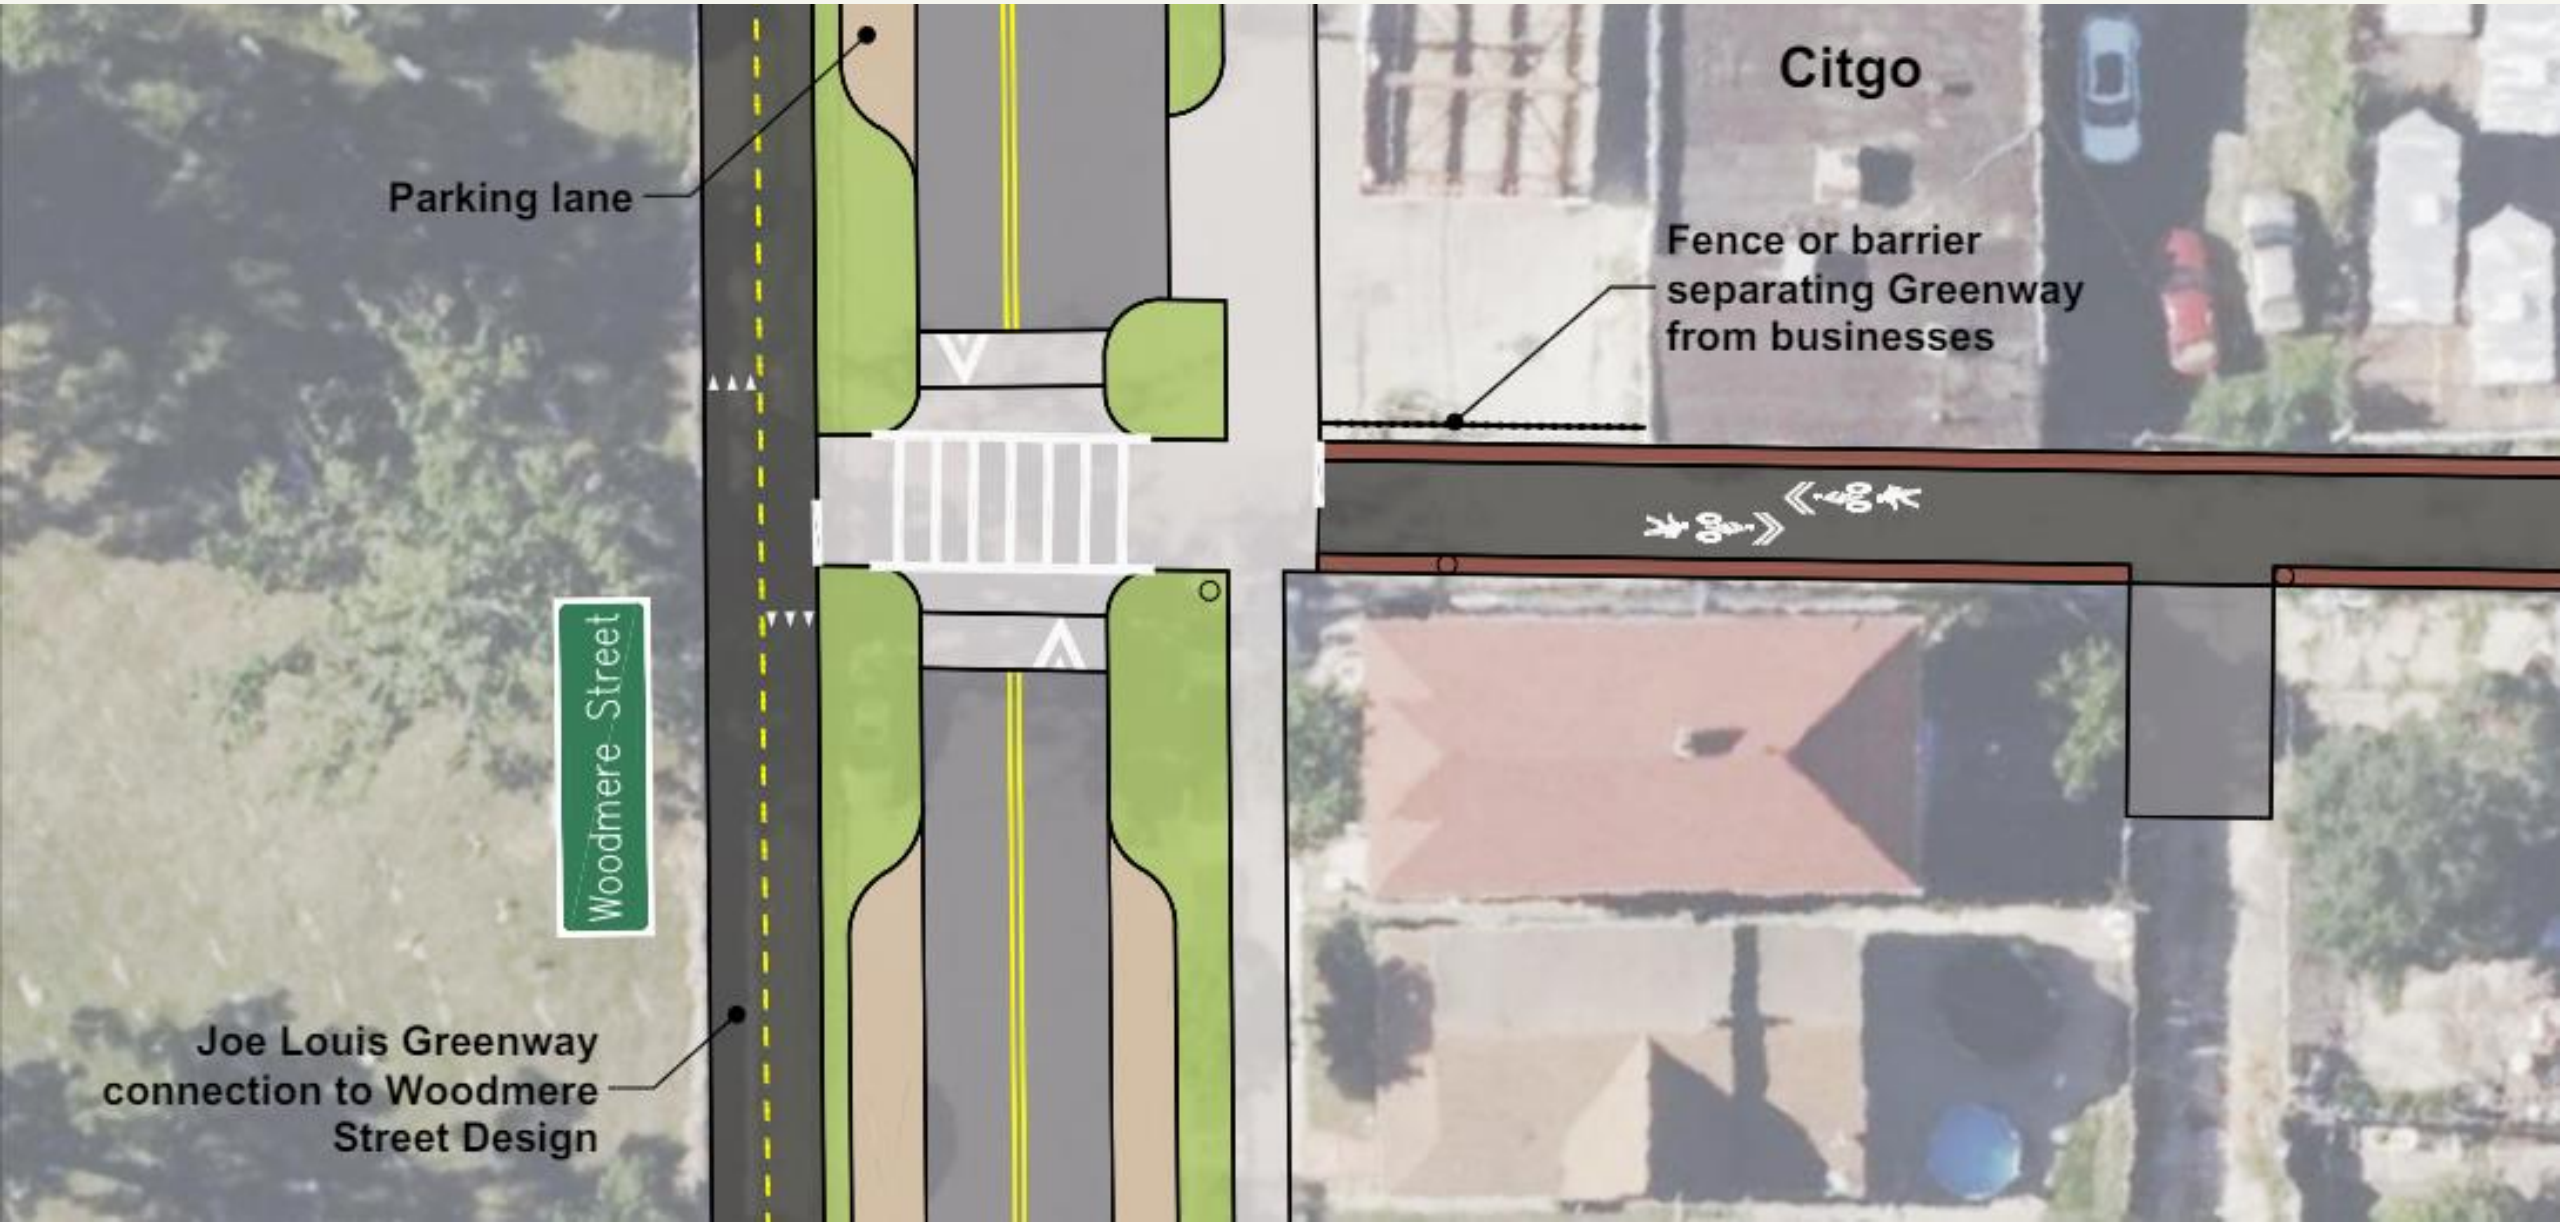 Citgo
Parking lane
Fence or barrier
separating Greenway
from businesses
Woodmere Street
Joe Louis Greenway
connection to Woodmere
Street Design